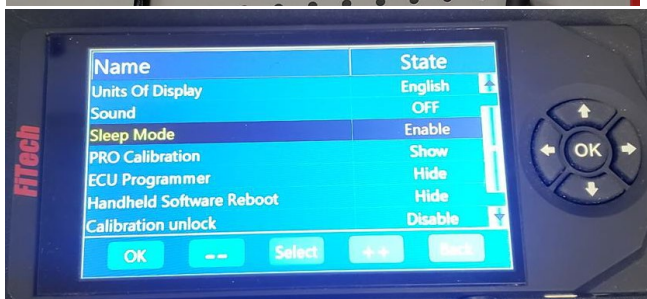 Name State
Units Of Display English
Sound OFF
Sleep Mode Enable
PRO Calibration Show
ECU Programmer Hide
Handheld Software Reboot Hide
Calibration unlock Disable
OK -- Select ++ Back
FiTech
OK